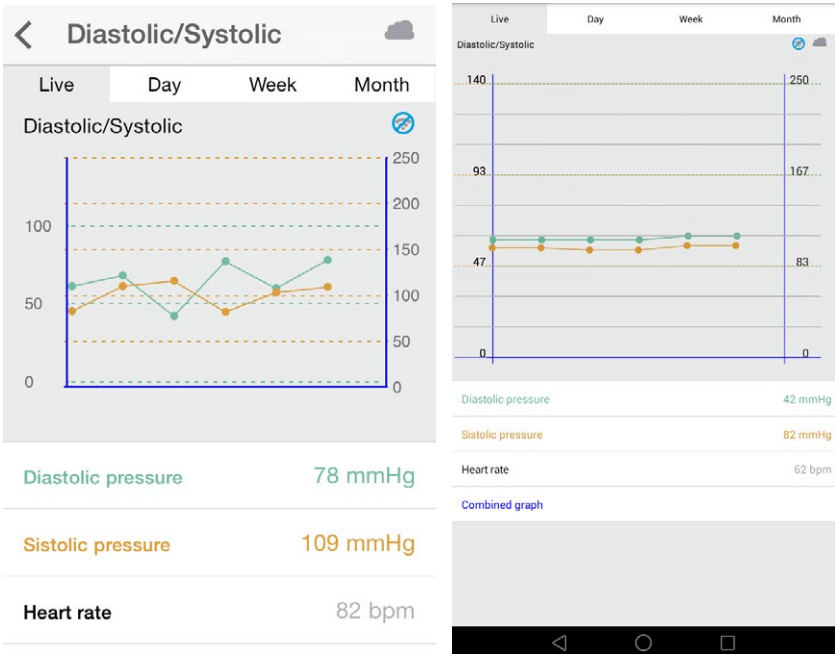 Diastolic/Systolic
Live Day Week Month
Diastolic/Systolic
250
200
100
150
50
100
50
0
0
Diastolic pressure 78 mmHg
Sistolic pressure 109 mmHg
Heart rate 82 bpm
Live Day Week Month
Diastolic/Systolic
140 250
93 167
47 83
0 0
Diastolic pressure 42 mmHg
Sistolic pressure 82 mmHg
Heart rate 62 bpm
Combined graph